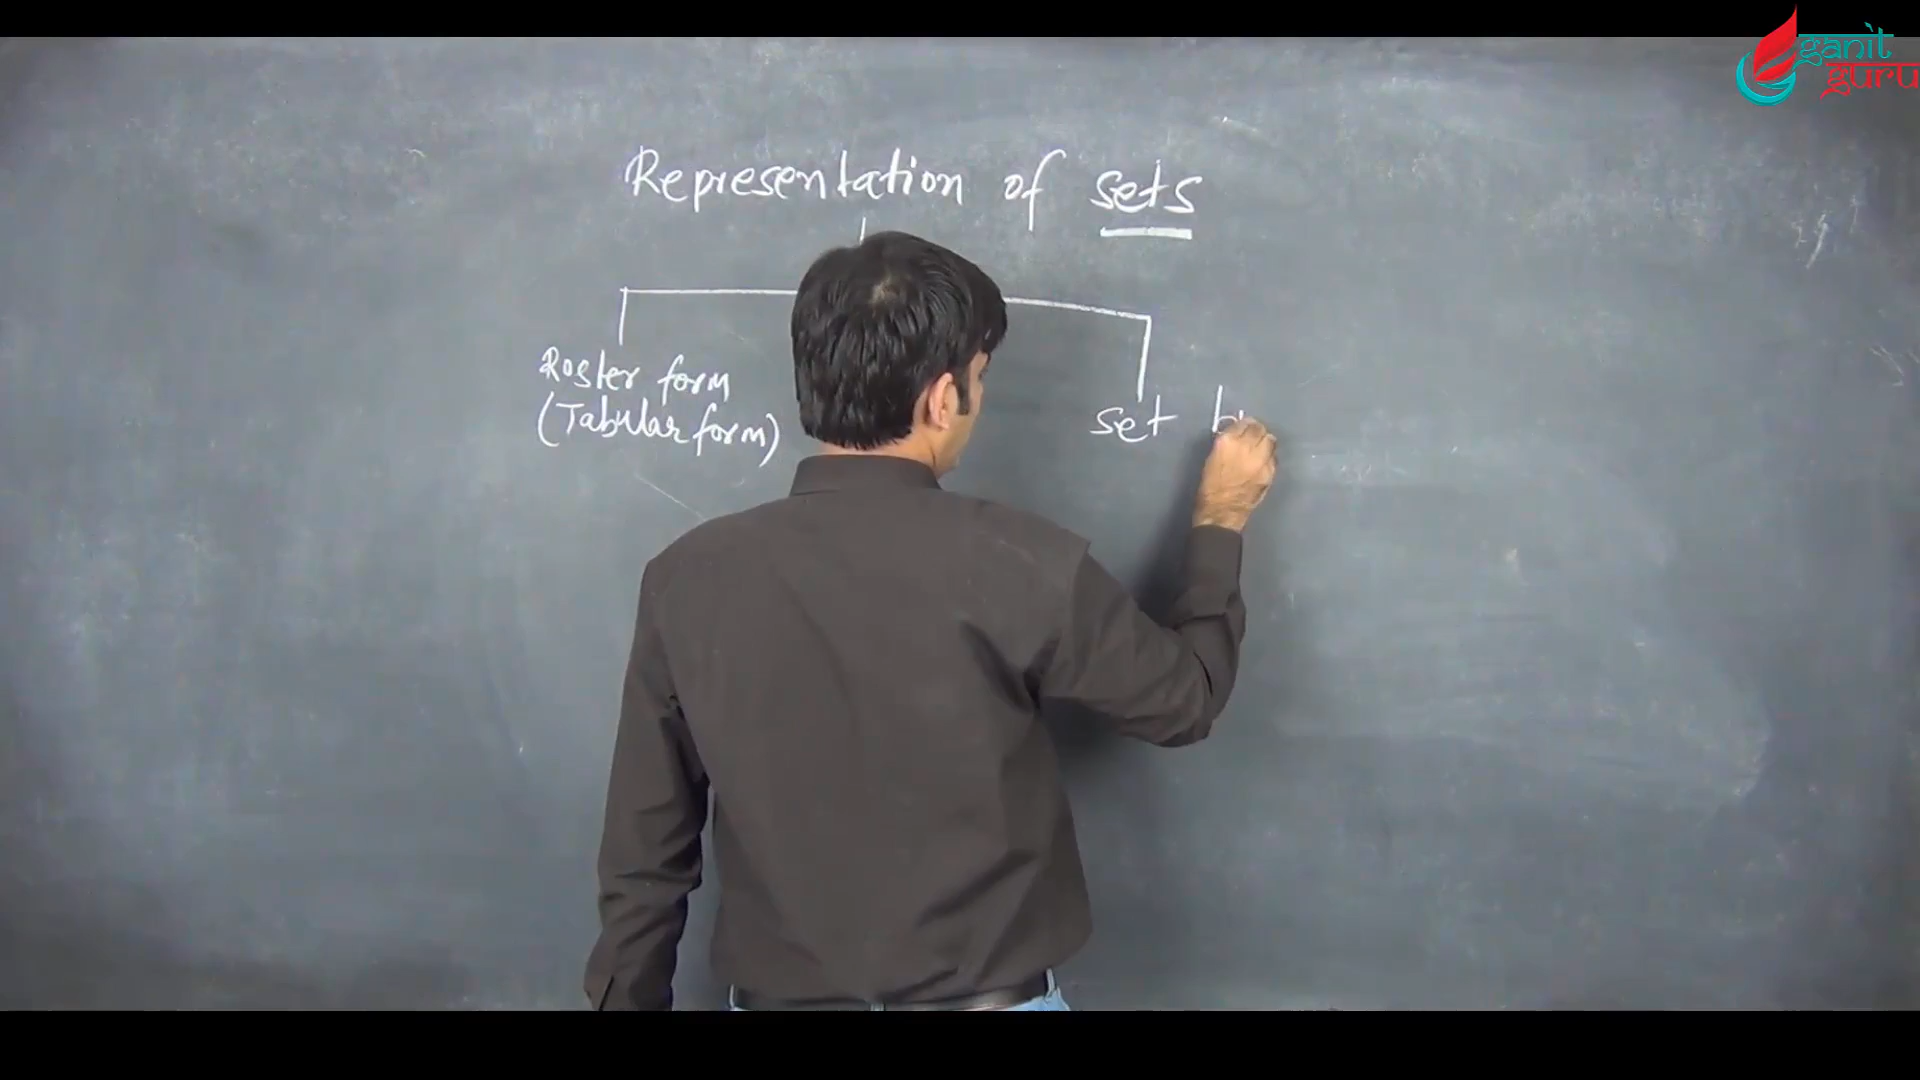 ganit
guru
Representation of sets
Roster form
(Tabular form)
set